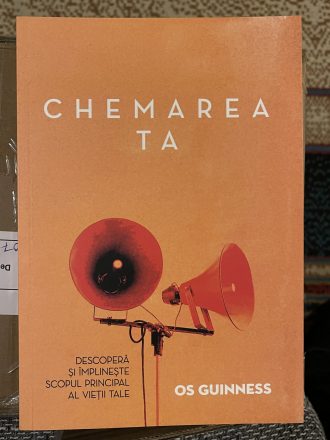 CHEMAREA
TA
DESCOPERĂ
ȘI ÎMPLINEȘTE
SCOPUL PRINCIPAL
AL VIEȚII TALE
OS GUINNESS